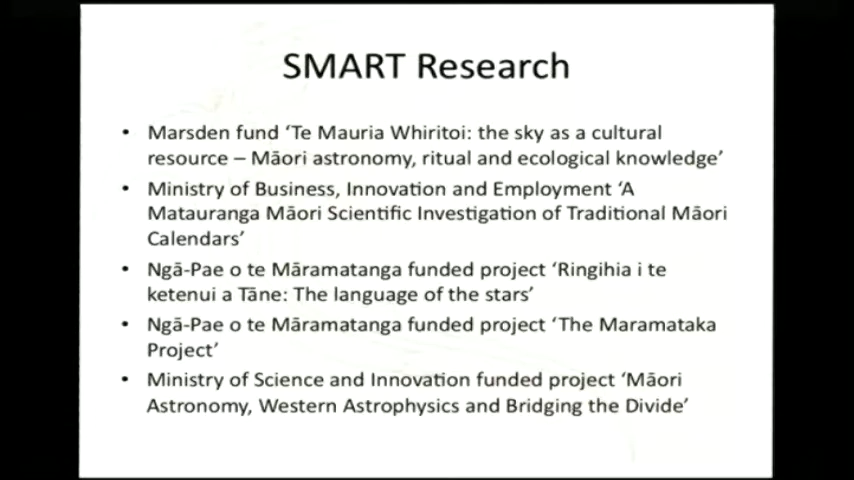 SMART Research
• Marsden fund ‘Te Mauria Whiritoi: the sky as a cultural
resource – Māori astronomy, ritual and ecological knowledge’
• Ministry of Business, Innovation and Employment ‘A
Matauranga Māori Scientific Investigation of Traditional Māori
Calendars’
• Ngā-Pae o te Māramatanga funded project ‘Ringihia i te
ketenui a Tāne: The language of the stars’
• Ngā-Pae o te Māramatanga funded project ‘The Maramataka
Project’
• Ministry of Science and Innovation funded project ‘Māori
Astronomy, Western Astrophysics and Bridging the Divide’